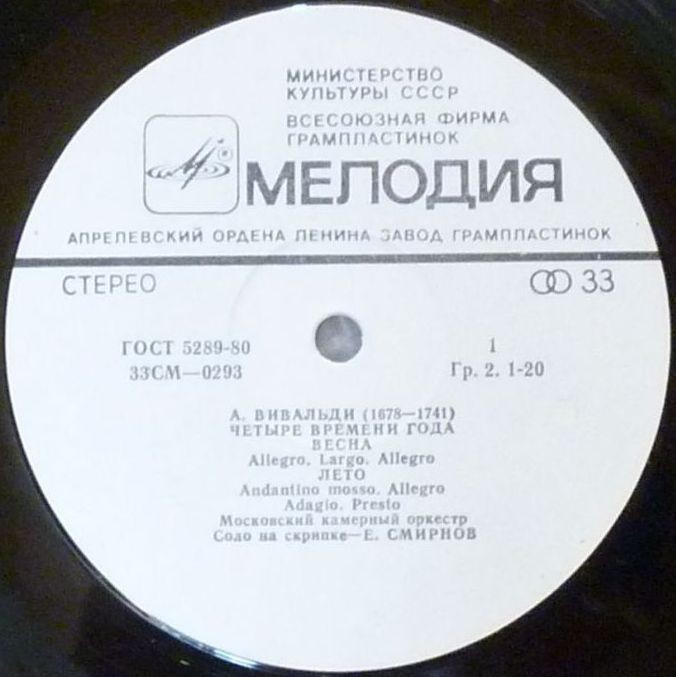 МИНИСТЕРСТВО
КУЛЬТУРЫ СССР
ВСЕСОЮЗНАЯ ФИРМА
ГРАМПЛАСТИНОК
МЕЛОДИЯ
АПРЕЛЕВСКИЙ ОРДЕНА ЛЕНИНА ЗАВОД ГРАМПЛАСТИНОК
СТЕРЕО
33
ГОСТ 5289-80
1
33СМ—0293
Гр. 2. 1-20
А. ВИВАЛЬДИ (1678—1741)
ЧЕТЫРЕ ВРЕМЕНИ ГОДА
ВЕСНА
Allegro. Largo. Allegro
ЛЕТО
Andantino mosso. Allegro
Adagio. Presto
Московский камерный оркестр
Соло на скрипке—Е. СМИРНОВ